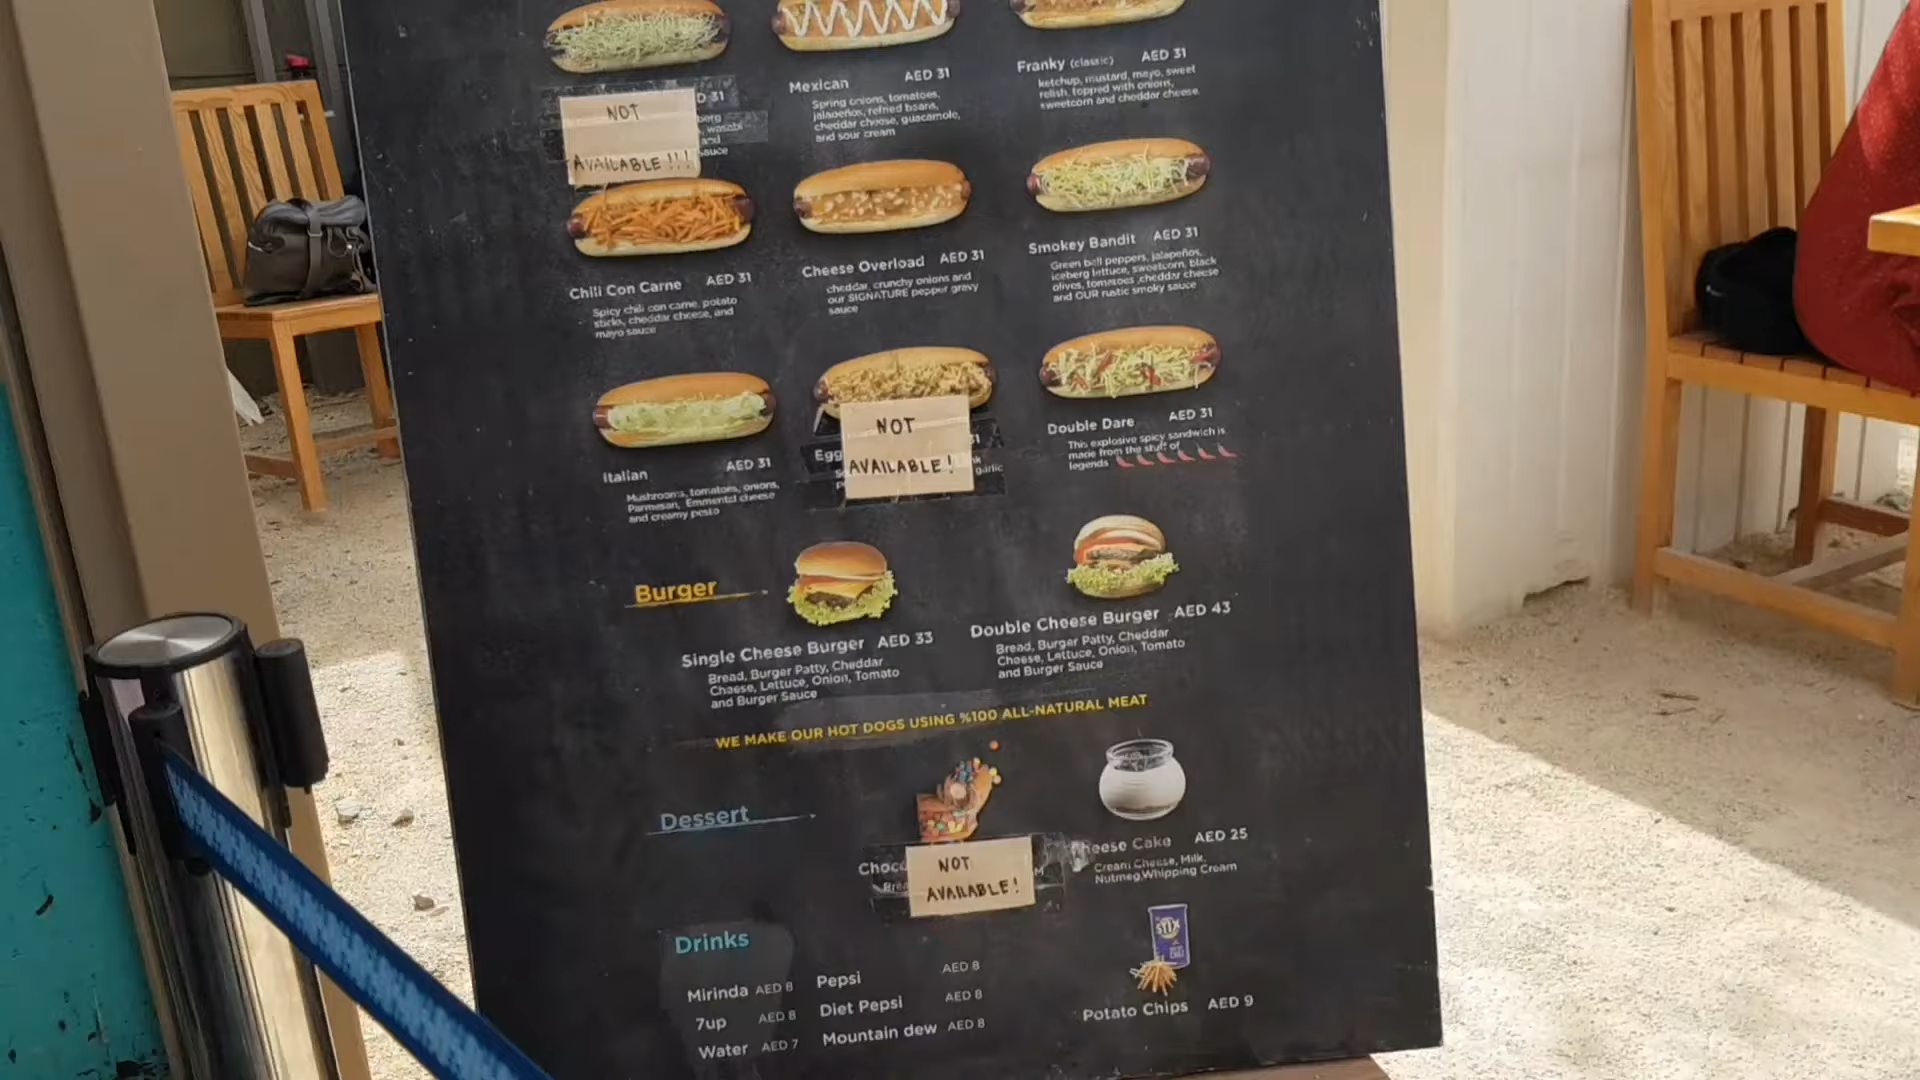 Mexican AED 31
Spring onions, tomatoes,
jalapeños, refried beans,
cheddar cheese, guacamole,
and sour cream
Franky (classic) AED 31
ketchup, mustard, mayo, sweet
relish, topped with onions,
sweetcorn and cheddar cheese.
NOT
AVAILABLE!!!
D 31
berg
, wasabi
and
sauce
Chili Con Carne AED 31
Spicy chili con carne, potato
sticks, cheddar cheese, and
mayo sauce
Cheese Overload AED 31
cheddar, crunchy onions and
our SIGNATURE pepper gravy
sauce
Smokey Bandit AED 31
Green bell peppers, jalapeños,
iceberg lettuce, sweetcorn, black
olives, tomatoes ,cheddar cheese
and OUR rustic smoky sauce
Italian AED 31
Mushrooms, tomatoes, onions,
Parmesan, Emmental cheese
and creamy pesto
Egg
NOT
AVAILABLE!
garlic
Double Dare AED 31
This explosive spicy sandwich is
made from the stuff of
legends
Burger
Single Cheese Burger AED 33
Bread, Burger Patty, Cheddar
Cheese, Lettuce, Onion, Tomato
and Burger Sauce
Double Cheese Burger AED 43
Bread, Burger Patty, Cheddar
Cheese, Lettuce, Onion, Tomato
and Burger Sauce
WE MAKE OUR HOT DOGS USING %100 ALL-NATURAL MEAT
Dessert
Choc
NOT
AVAILABLE!
Cheese Cake AED 25
Cream Cheese, Milk,
Nutmeg,Whipping Cream
Drinks
Mirinda AED 8
7up AED 8
Water AED 7
Pepsi AED 8
Diet Pepsi AED 8
Mountain dew AED 8
STIX
Potato Chips AED 9